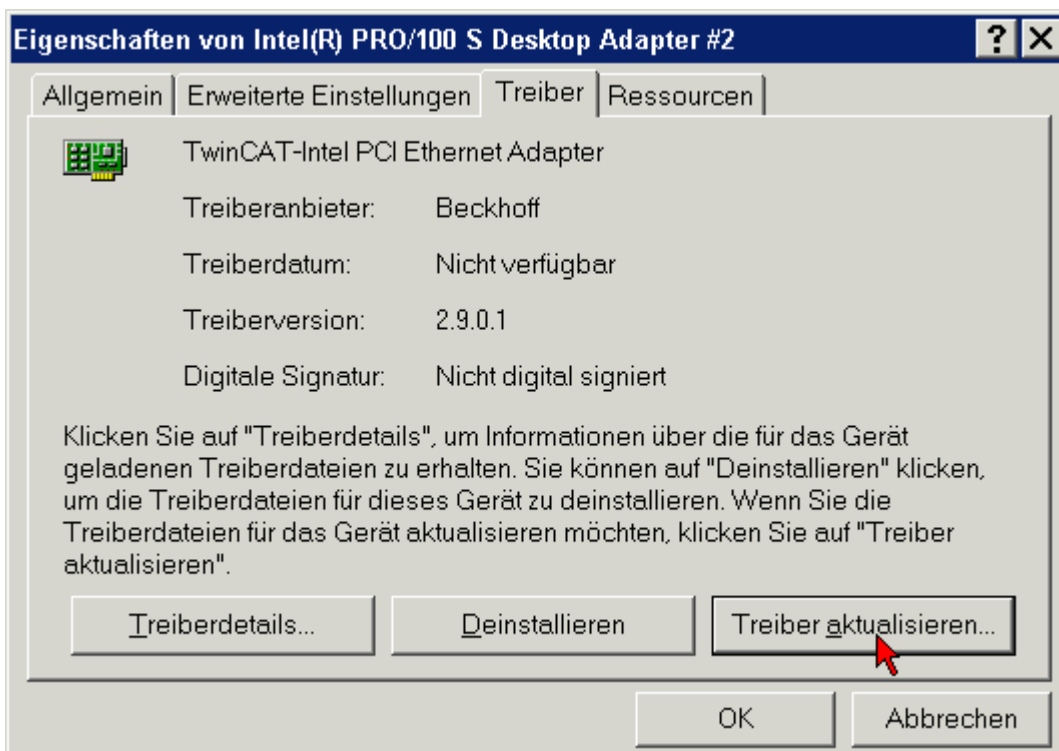 Eigenschaften von Intel(R) PRO/100 S Desktop Adapter #2
Allgemein Erweiterte Einstellungen Treiber Ressourcen
TwinCAT-Intel PCI Ethernet Adapter
Treiberanbieter: Beckhoff
Treiberdatum: Nicht verfügbar
Treiberversion: 2.9.0.1
Digitale Signatur: Nicht digital signiert
Klicken Sie auf "Treiberdetails", um Informationen über die für das Gerät
geladenen Treiberdateien zu erhalten. Sie können auf "Deinstallieren" klicken,
um die Treiberdateien für dieses Gerät zu deinstallieren. Wenn Sie die
Treiberdateien für das Gerät aktualisieren möchten, klicken Sie auf "Treiber
aktualisieren".
Treiberdetails... Deinstallieren Treiber aktualisieren...
OK Abbrechen